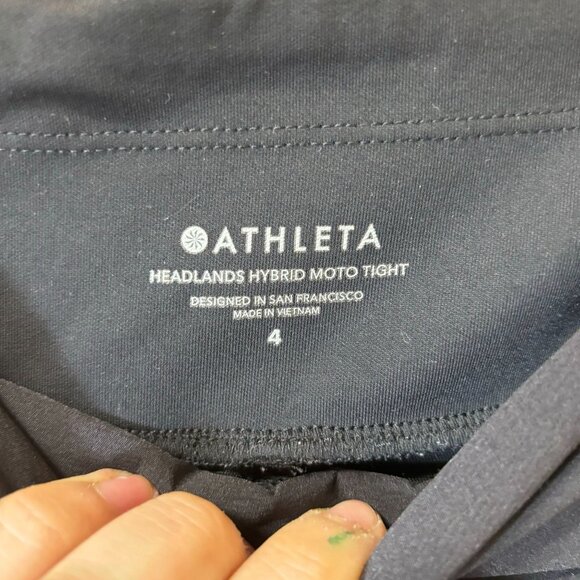 ATHLETA
HEADLANDS HYBRID MOTO TIGHT
DESIGNED IN SAN FRANCISCO
MADE IN VIETNAM
4